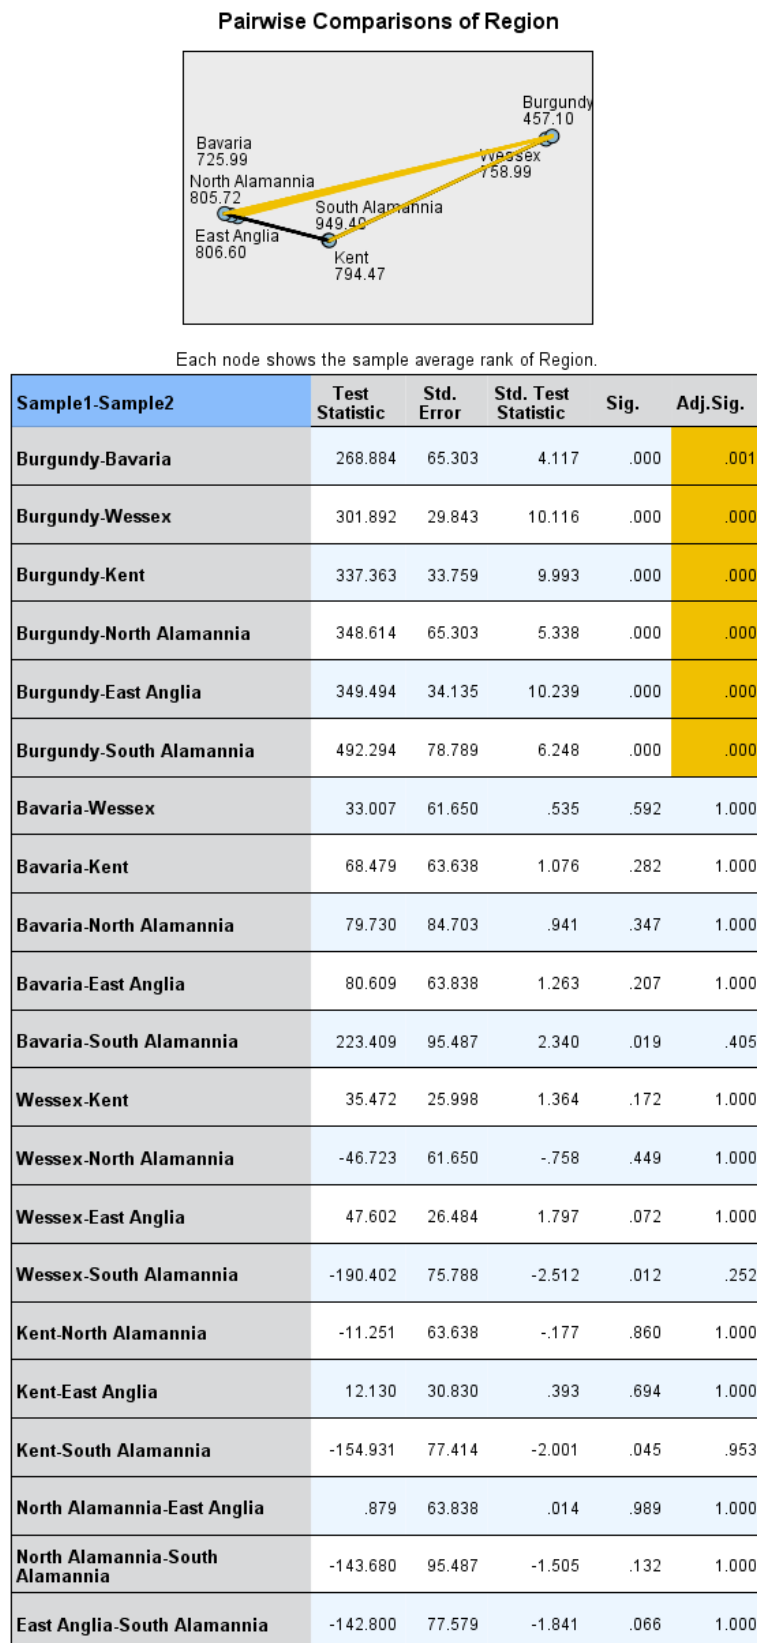 Pairwise Comparisons of Region
Burgundy
457.10
Bavaria
725.99
Wessex
758.99
North Alamannia
805.72
South Alamannia
949.40
East Anglia
806.60
Kent
794.47
Each node shows the sample average rank of Region.
Sample1-Sample2 Test Statistic Std. Error Std. Test Statistic Sig. Adj.Sig.
Burgundy-Bavaria 268.884 65.303 4.117 .000 .001
Burgundy-Wessex 301.892 29.843 10.116 .000 .000
Burgundy-Kent 337.363 33.759 9.993 .000 .000
Burgundy-North Alamannia 348.614 65.303 5.338 .000 .000
Burgundy-East Anglia 349.494 34.135 10.239 .000 .000
Burgundy-South Alamannia 492.294 78.789 6.248 .000 .000
Bavaria-Wessex 33.007 61.650 .535 .592 1.000
Bavaria-Kent 68.479 63.638 1.076 .282 1.000
Bavaria-North Alamannia 79.730 84.703 .941 .347 1.000
Bavaria-East Anglia 80.609 63.838 1.263 .207 1.000
Bavaria-South Alamannia 223.409 95.487 2.340 .019 .405
Wessex-Kent 35.472 25.998 1.364 .172 1.000
Wessex-North Alamannia -46.723 61.650 -.758 .449 1.000
Wessex-East Anglia 47.602 26.484 1.797 .072 1.000
Wessex-South Alamannia -190.402 75.788 -2.512 .012 .252
Kent-North Alamannia -11.251 63.638 -.177 .860 1.000
Kent-East Anglia 12.130 30.830 .393 .694 1.000
Kent-South Alamannia -154.931 77.414 -2.001 .045 .953
North Alamannia-East Anglia .879 63.838 .014 .989 1.000
North Alamannia-South Alamannia -143.680 95.487 -1.505 .132 1.000
East Anglia-South Alamannia -142.800 77.579 -1.841 .066 1.000